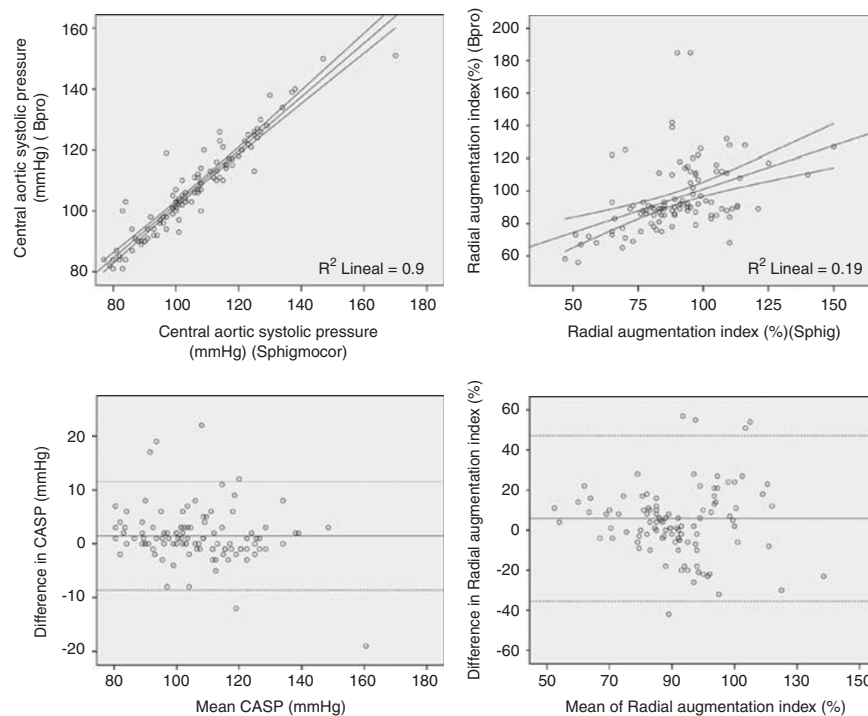 Central aortic systolic pressure
(mmHg) ( Bpro)
160
140
120
100
80
R2 Lineal = 0.9
80 100 120 140 160 180
Central aortic systolic pressure
(mmHg) (Sphigmocor)
Radial augmentation index(%) (Bpro)
200
180
160
140
120
100
80
60
R2 Lineal = 0.19
50 75 100 125 150
Radial augmentation index (%)(Sphig)
Difference in CASP (mmHg)
20
10
0
-10
-20
80 100 120 140 160 180
Mean CASP (mmHg)
Difference in Radial augmentation index (%)
60
40
20
0
-20
-40
-60
50 75 90 100 130 150
Mean of Radial augmentation index (%)